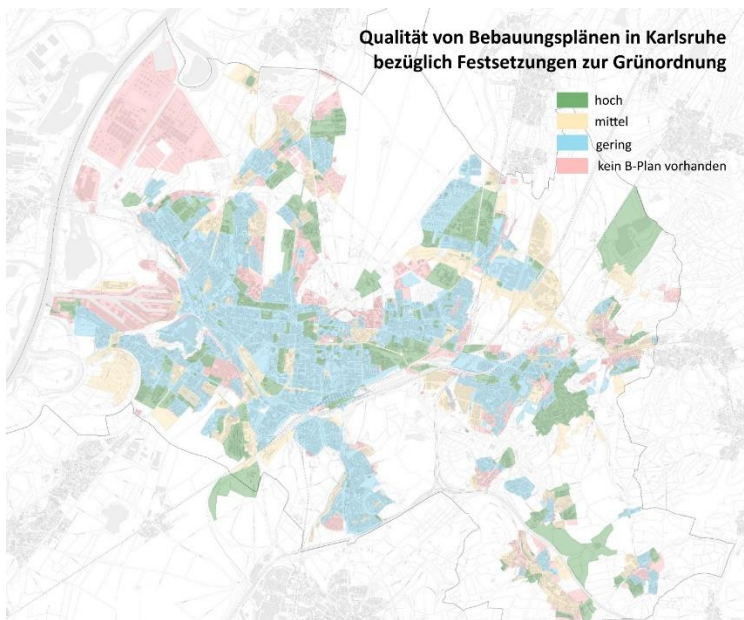 Qualität von Bebauungsplänen in Karlsruhe
bezüglich Festsetzungen zur Grünordnung
hoch
mittel
gering
kein B-Plan vorhanden